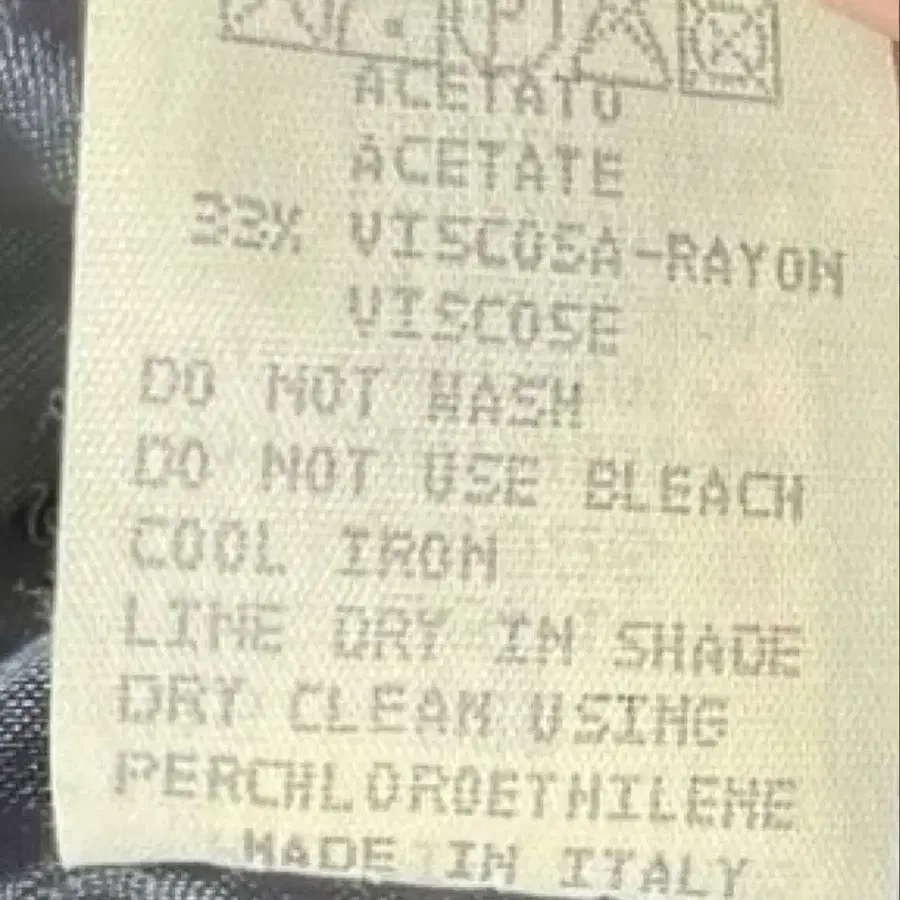 P
ACETATO
ACETATE
33% VISCOSA-RAYON
VISCOSE
DO NOT WASH
DO NOT USE BLEACH
COOL IRON
LINE DRY IN SHADE
DRY CLEAN USING
PERCHLOROETHILENE
MADE IN ITALY